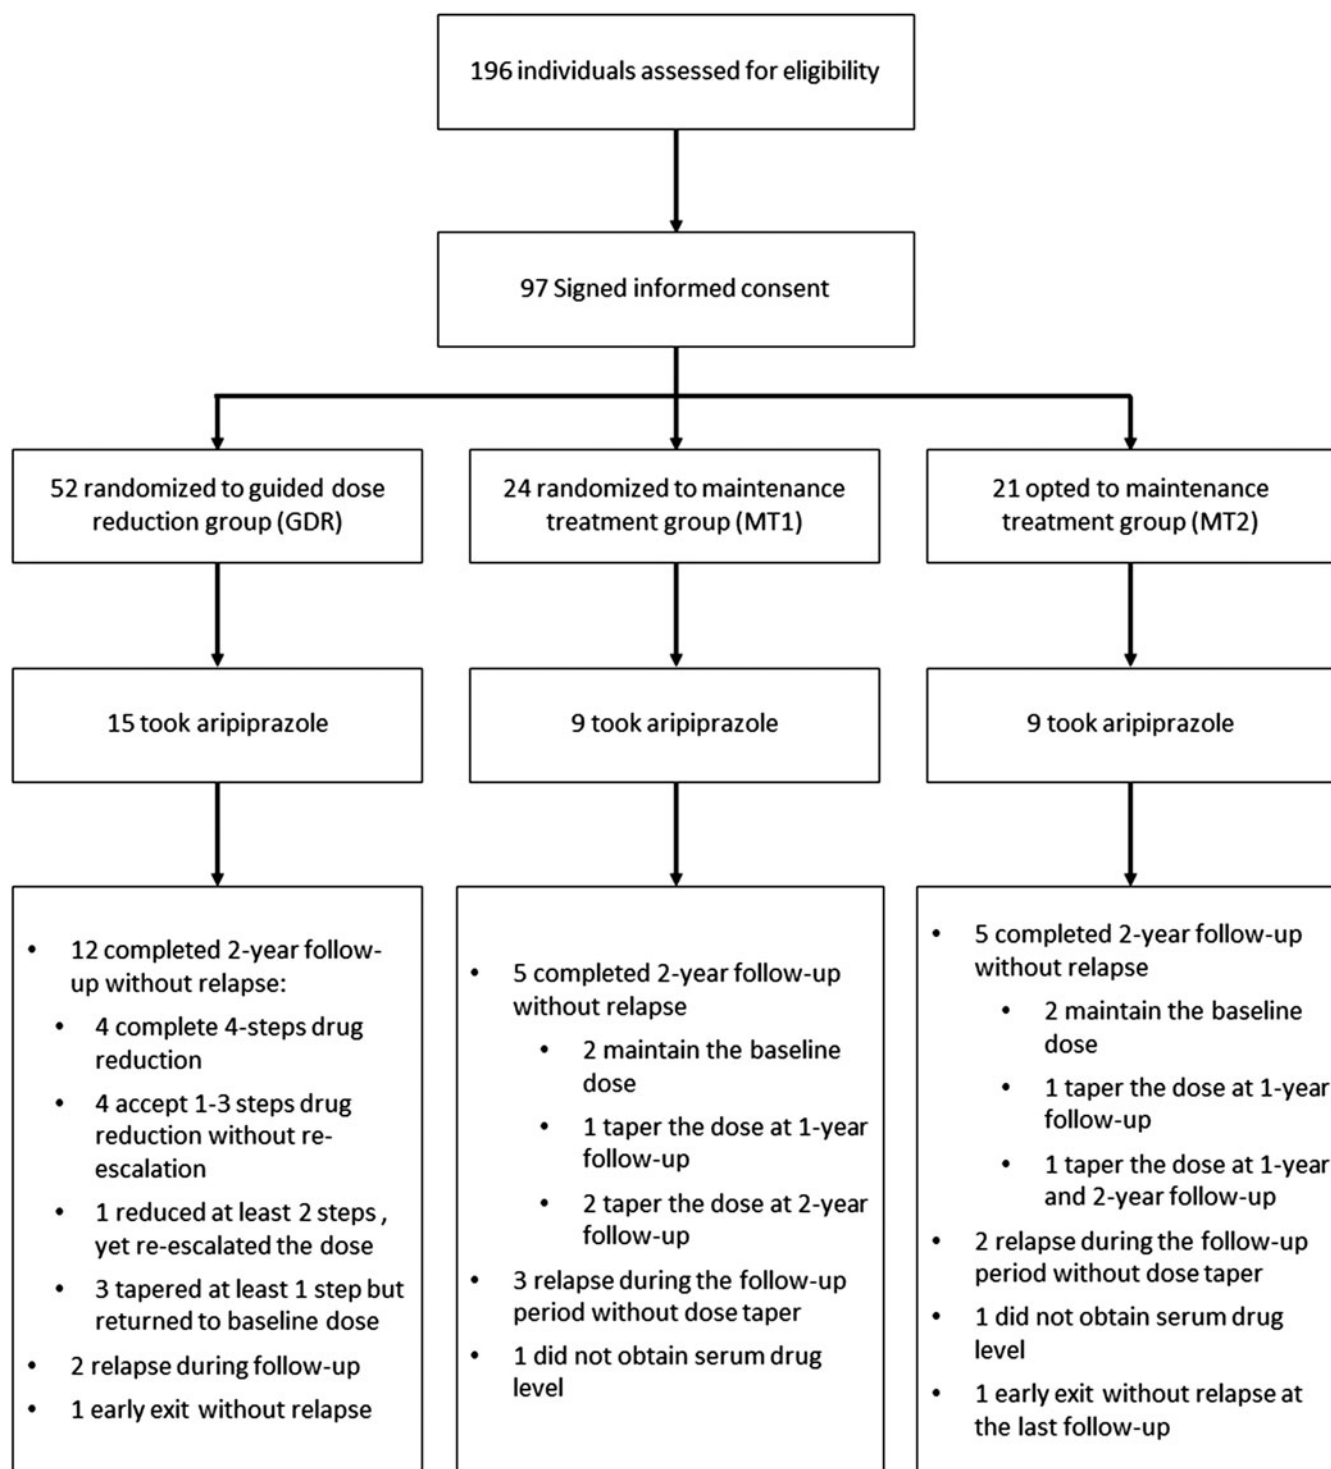 196 individuals assessed for eligibility
97 Signed informed consent
52 randomized to guided dose
reduction group (GDR)
24 randomized to maintenance
treatment group (MT1)
21 opted to maintenance
treatment group (MT2)
15 took aripiprazole
9 took aripiprazole
9 took aripiprazole
• 12 completed 2-year follow-
up without relapse:
• 4 complete 4-steps drug
reduction
• 4 accept 1-3 steps drug
reduction without re-
escalation
• 1 reduced at least 2 steps ,
yet re-escalated the dose
• 3 tapered at least 1 step but
returned to baseline dose
• 2 relapse during follow-up
• 1 early exit without relapse
• 5 completed 2-year follow-up
without relapse
• 2 maintain the baseline
dose
• 1 taper the dose at 1-year
follow-up
• 2 taper the dose at 2-year
follow-up
• 3 relapse during the follow-up
period without dose taper
• 1 did not obtain serum drug
level
• 5 completed 2-year follow-up
without relapse
• 2 maintain the baseline
dose
• 1 taper the dose at 1-year
follow-up
• 1 taper the dose at 1-year
and 2-year follow-up
• 2 relapse during the follow-up
period without dose taper
• 1 did not obtain serum drug
level
• 1 early exit without relapse at
the last follow-up